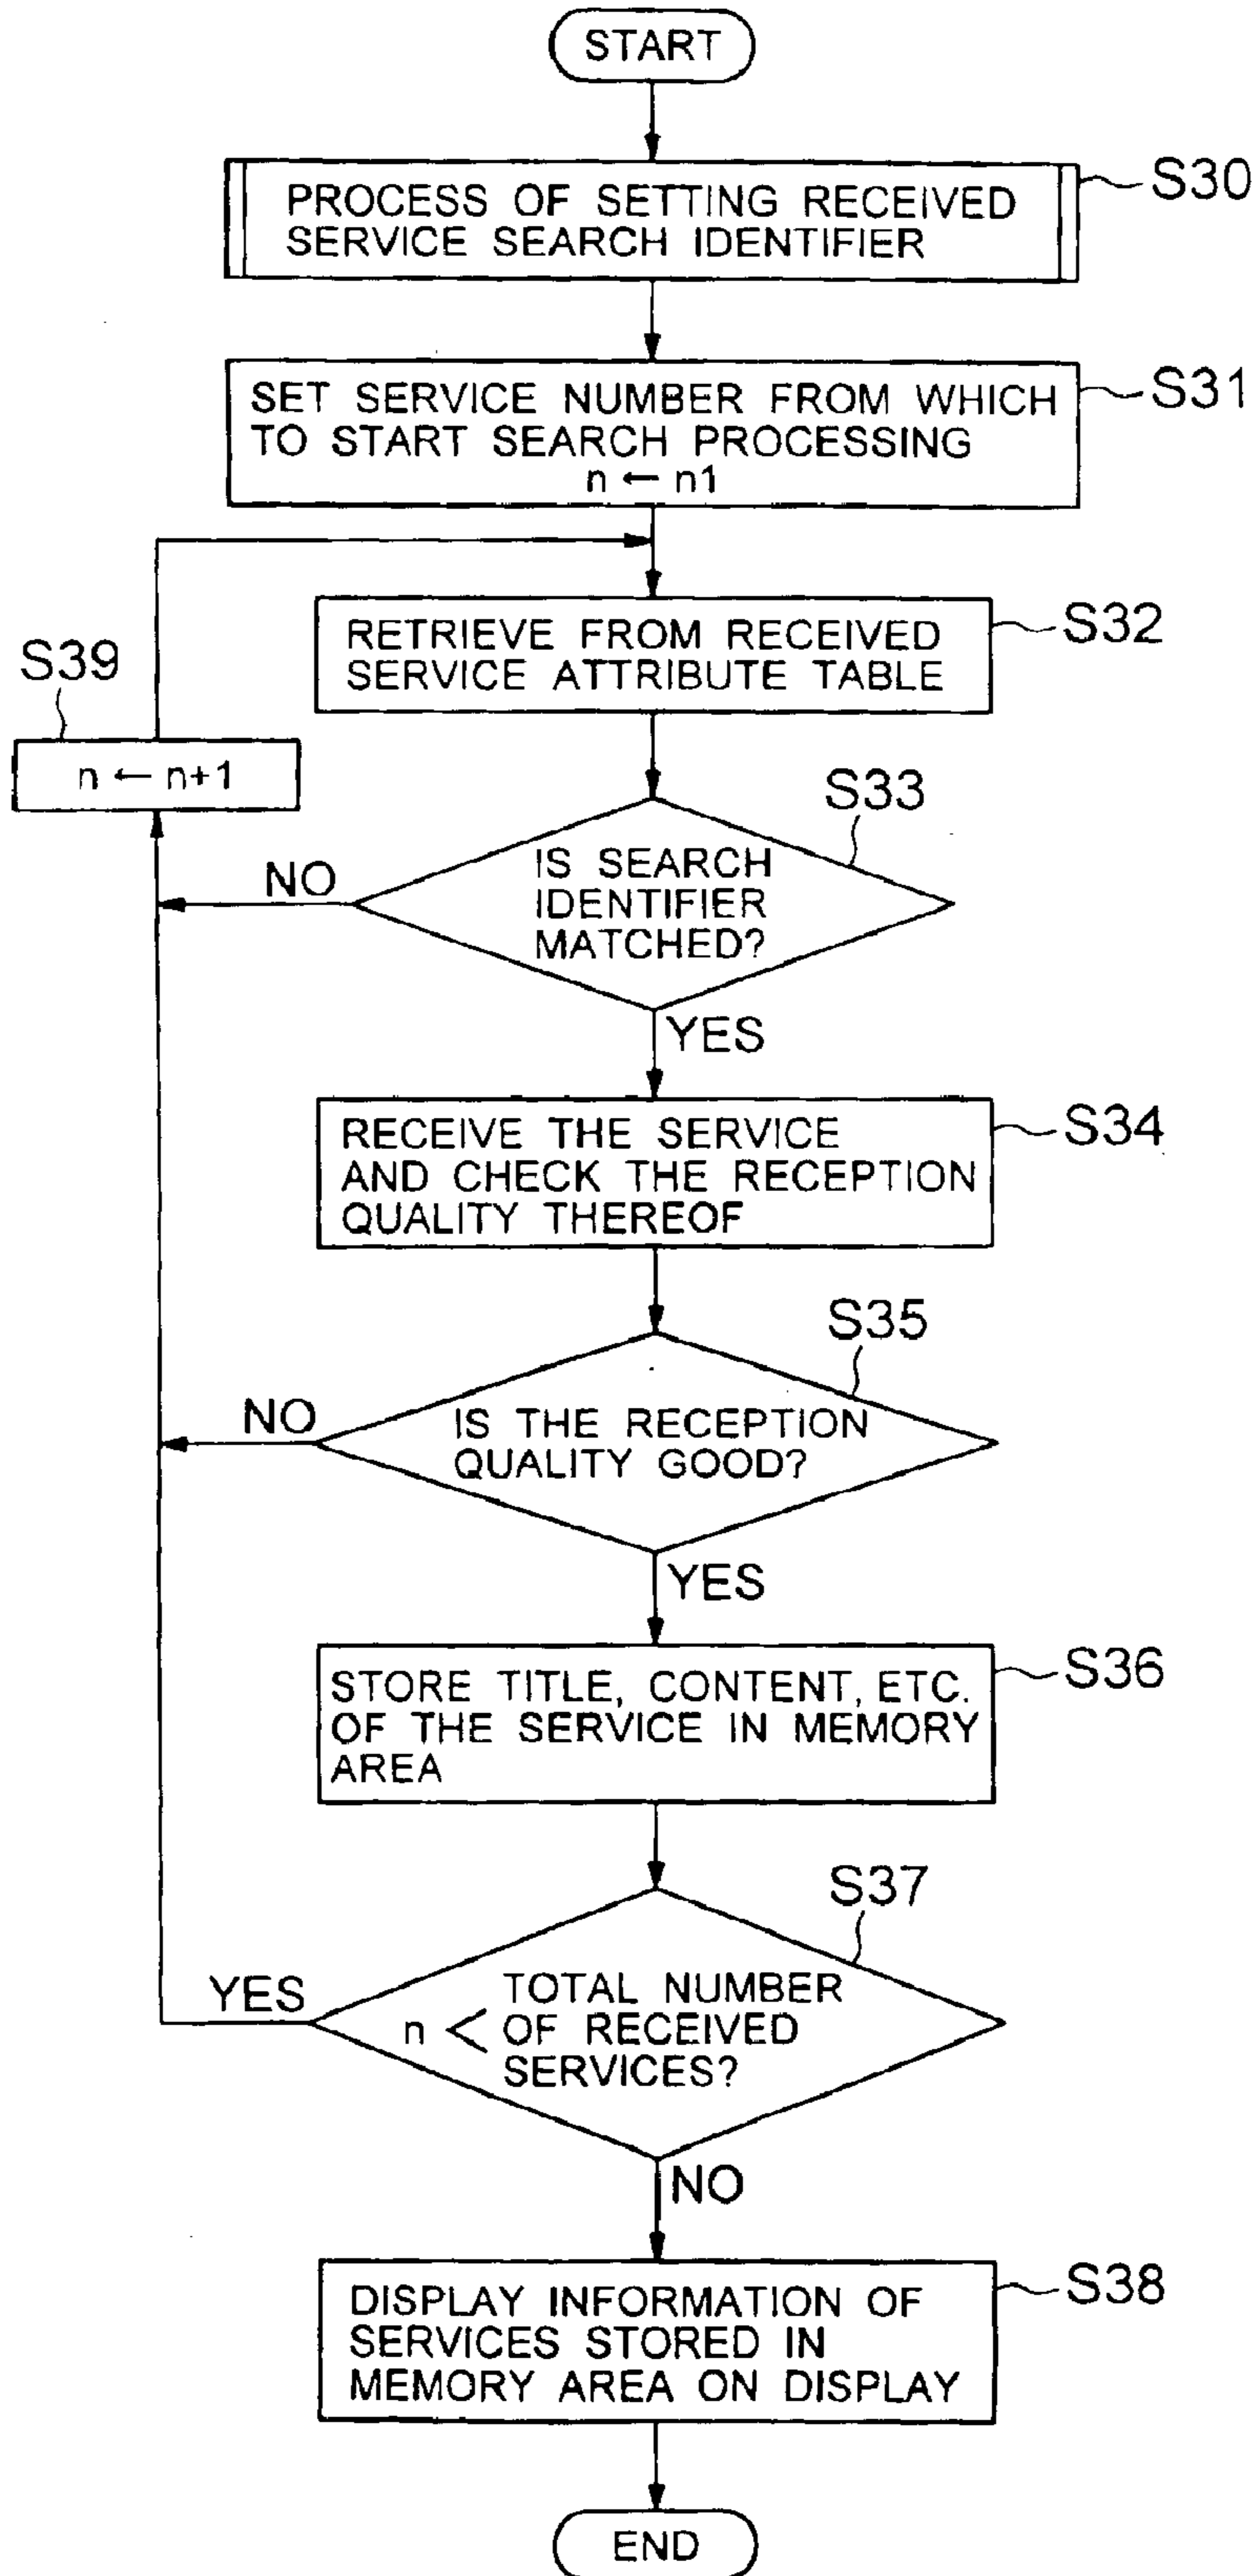 START
PROCESS OF SETTING RECEIVED
SERVICE SEARCH IDENTIFIER
S30
SET SERVICE NUMBER FROM WHICH
TO START SEARCH PROCESSING
n ← n1
S31
RETRIEVE FROM RECEIVED
SERVICE ATTRIBUTE TABLE
S32
S39
n ← n+1
S33
IS SEARCH
IDENTIFIER
MATCHED?
NO
YES
RECEIVE THE SERVICE
AND CHECK THE RECEPTION
QUALITY THEREOF
S34
S35
IS THE RECEPTION
QUALITY GOOD?
NO
YES
STORE TITLE, CONTENT, ETC.
OF THE SERVICE IN MEMORY
AREA
S36
S37
YES
n <
TOTAL NUMBER
OF RECEIVED
SERVICES?
NO
DISPLAY INFORMATION OF
SERVICES STORED IN
MEMORY AREA ON DISPLAY
S38
END